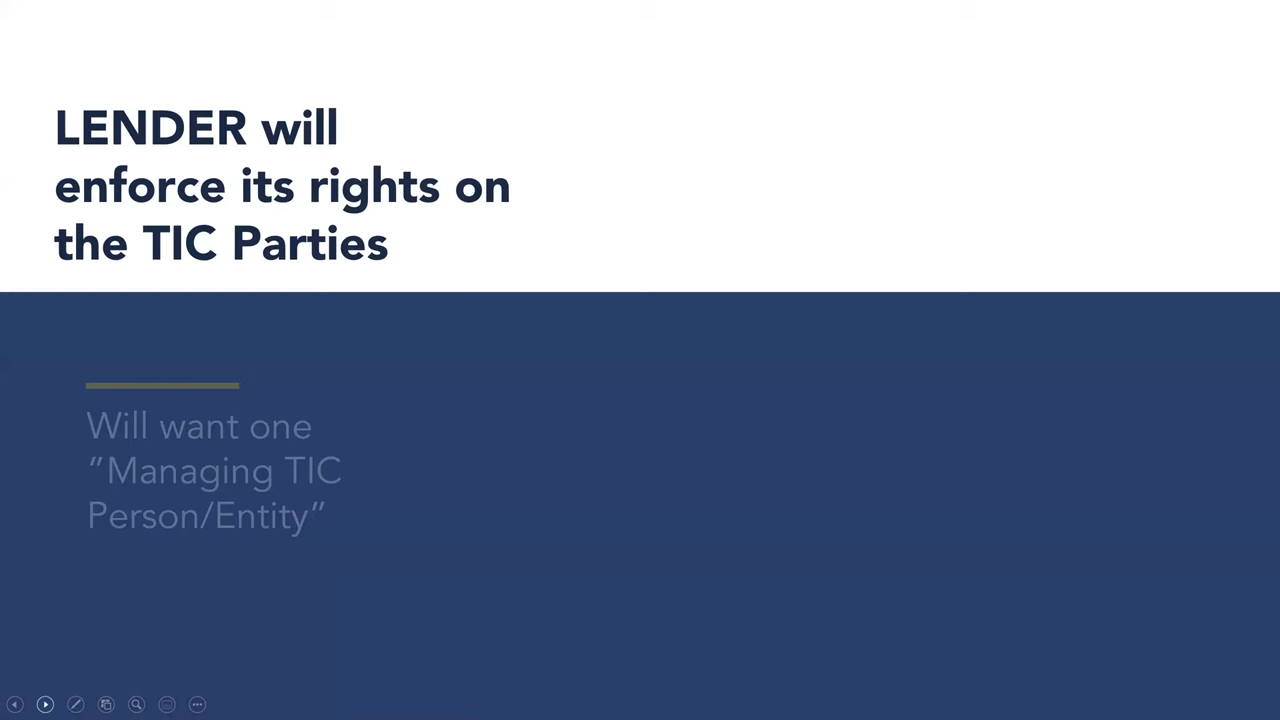 LENDER will
enforce its rights on
the TIC Parties
Will want one
”Managing TIC
Person/Entity”